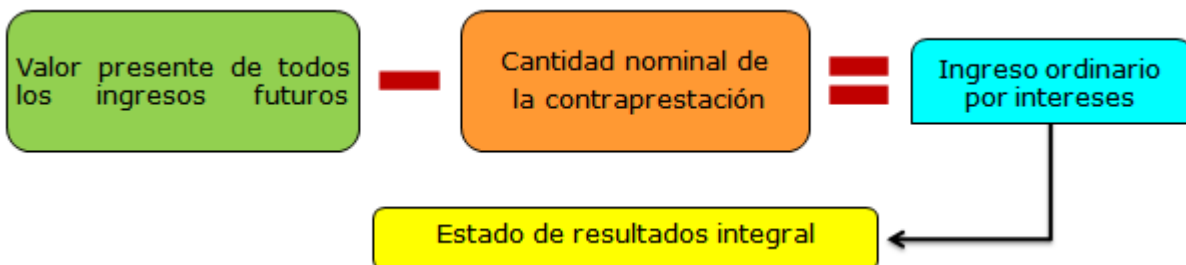 Valor presente de todos
los ingresos futuros
Cantidad nominal de
la contraprestación
Ingreso ordinario
por intereses
Estado de resultados integral